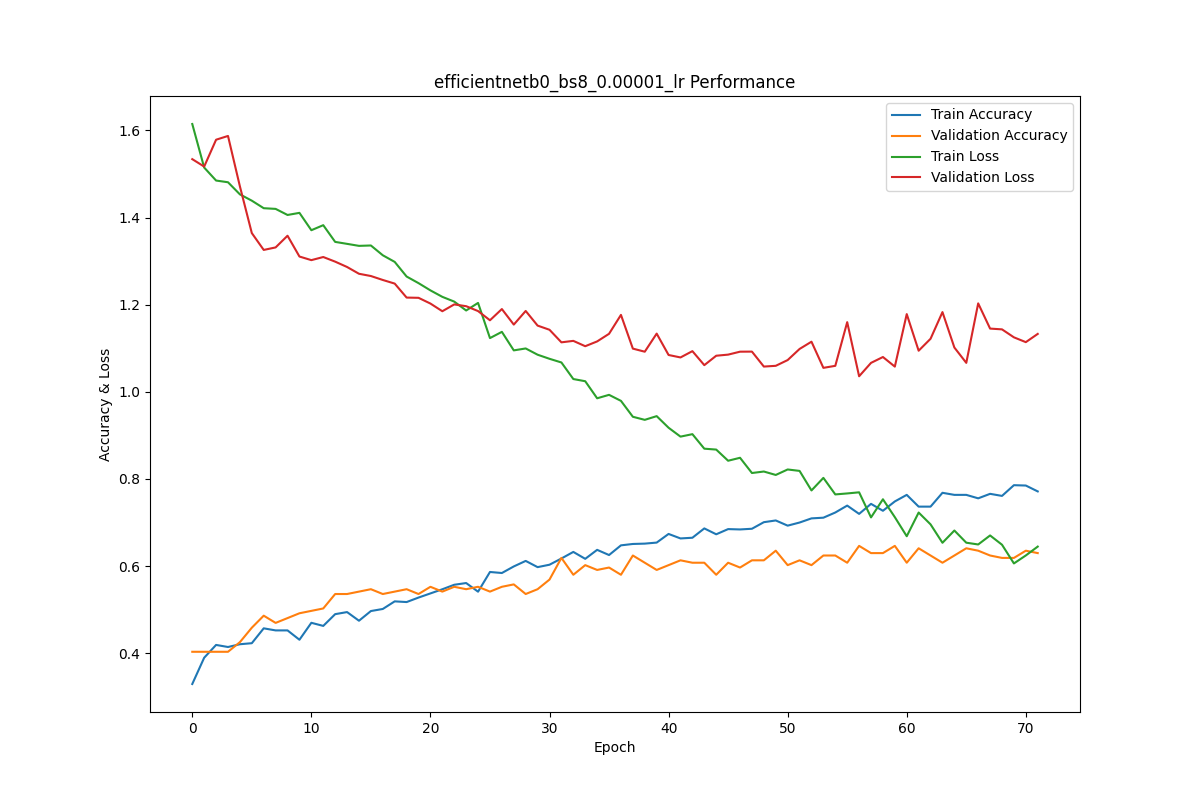 efficientnetb0_bs8_0.00001_lr Performance
Train Accuracy
Validation Accuracy
Train Loss
Validation Loss
Accuracy & Loss
1.6
1.4
1.2
1.0
0.8
0.6
0.4
0 10 20 30 40 50 60 70
Epoch